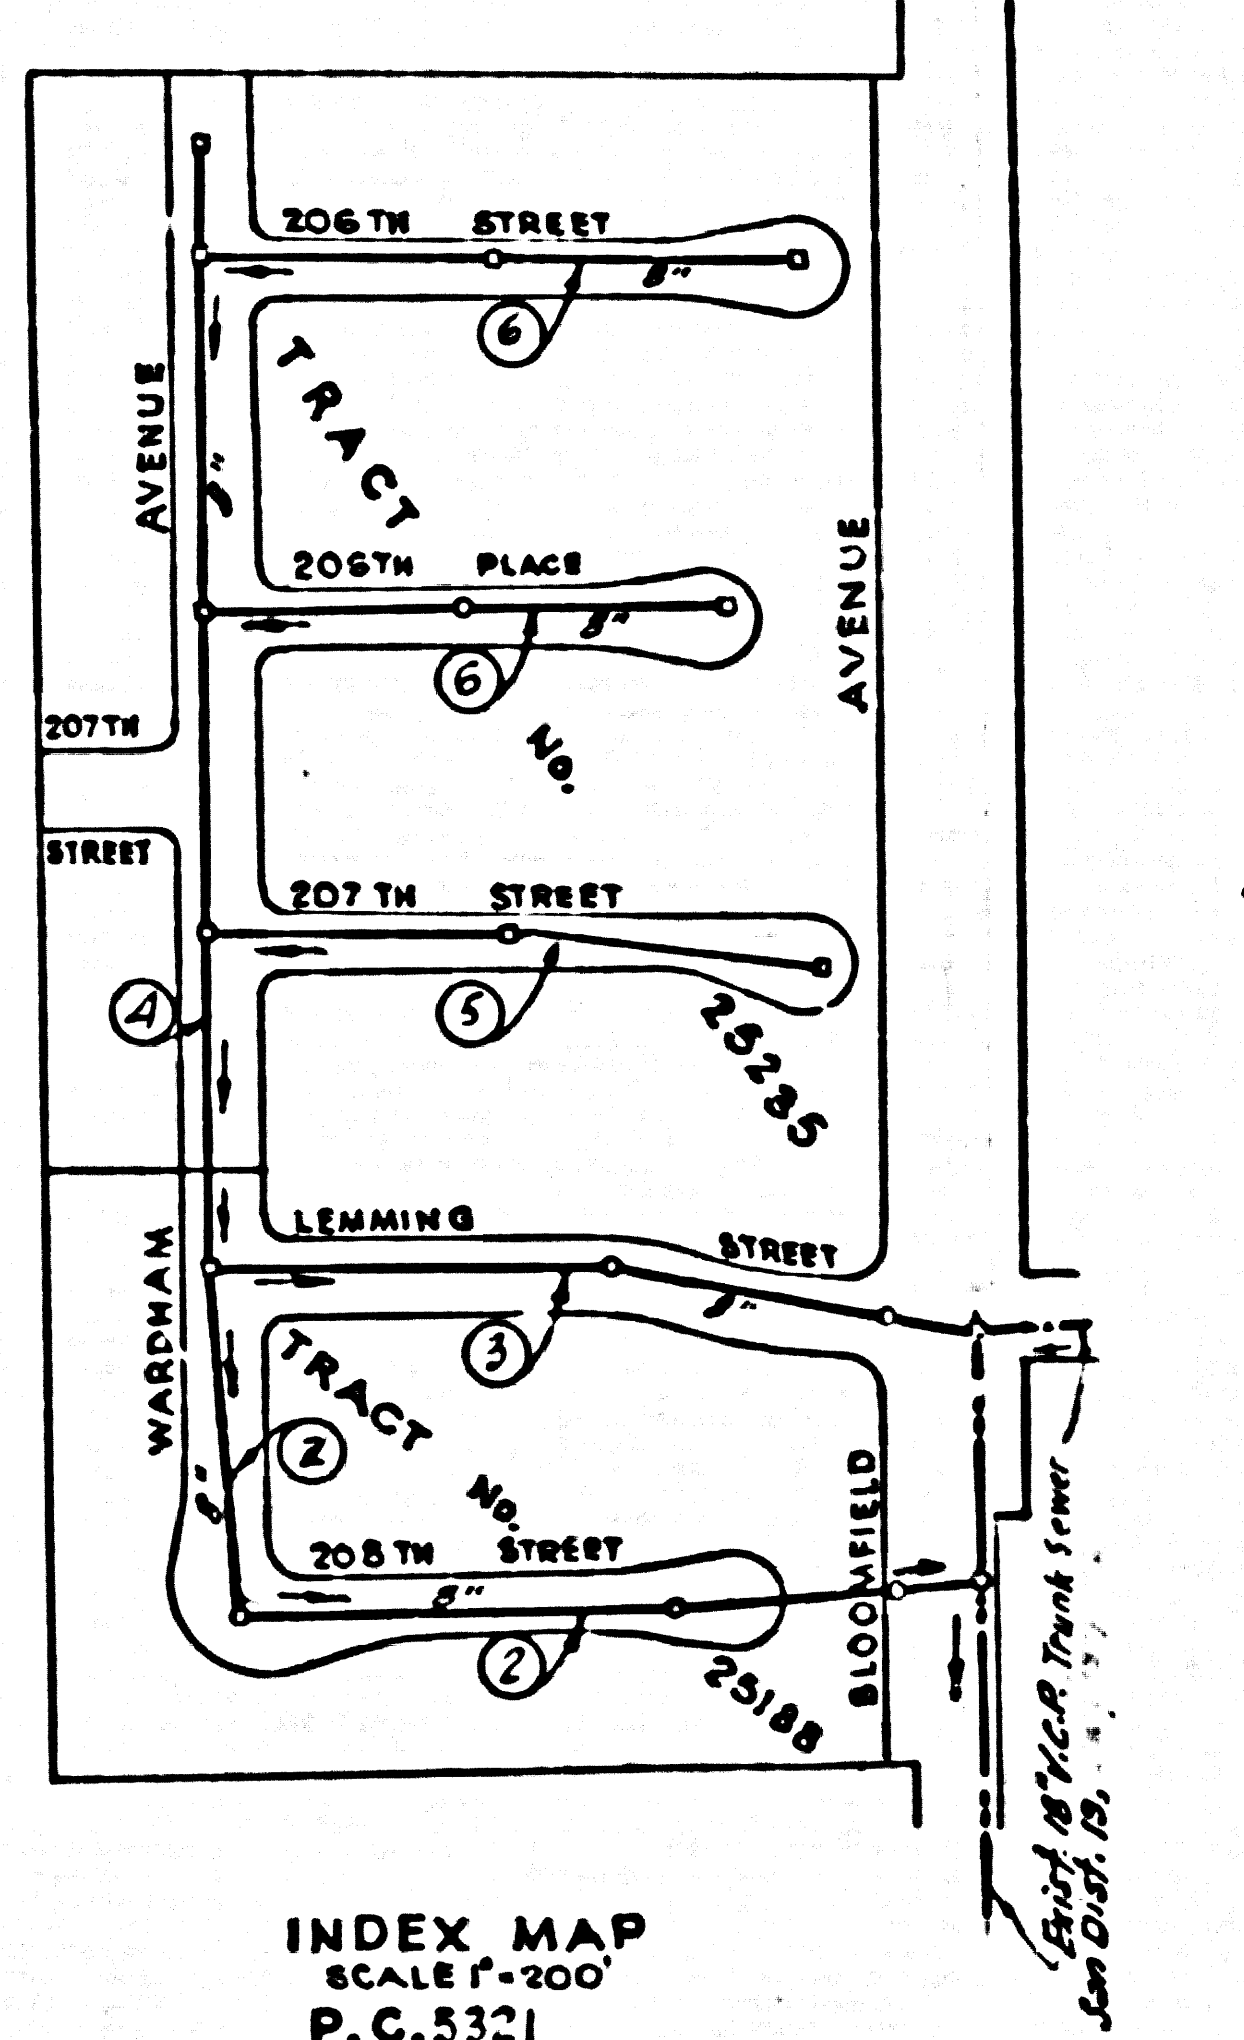 206TH STREET
8"
6
TRACT
AVENUE
8"
206TH PLACE
8"
6
AVENUE
207TH
STREET
No.
207TH STREET
4
5
25235
LEMMING STREET
8"
WARDHAM
3
TRACT
2
8"
No.
208TH STREET
8"
2
BLOOMFIELD
25188
Exist. 18" V.C.P. Trunk Sewer
San Dist. 19,
INDEX MAP
SCALE 1"=200'
P.C. 5321